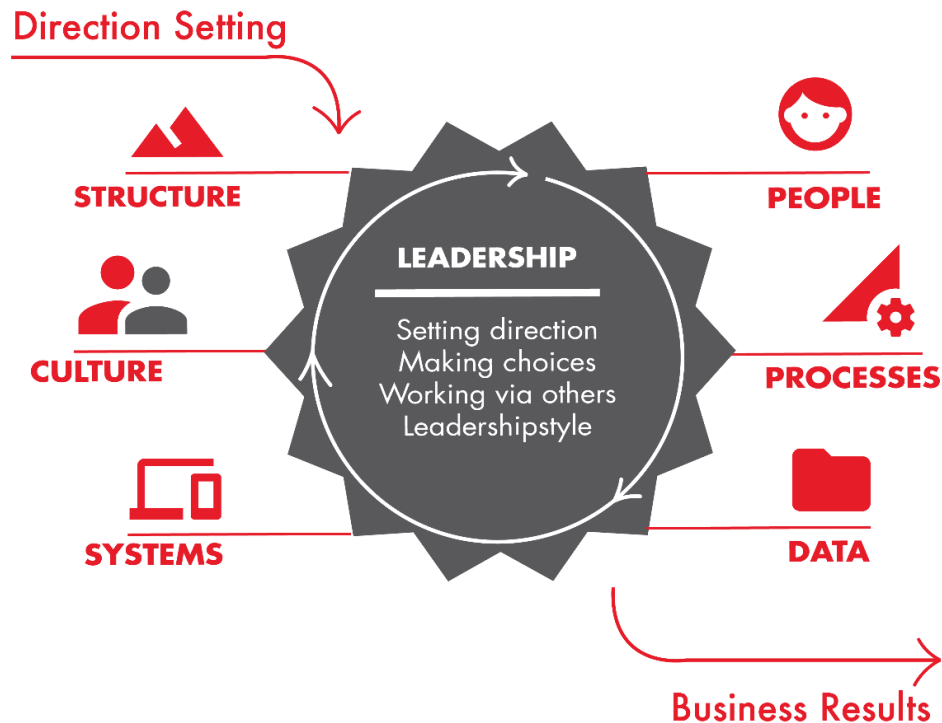 Direction Setting
STRUCTURE
PEOPLE
LEADERSHIP
Setting direction
Making choices
Working via others
Leadershipstyle
CULTURE
PROCESSES
SYSTEMS
DATA
Business Results